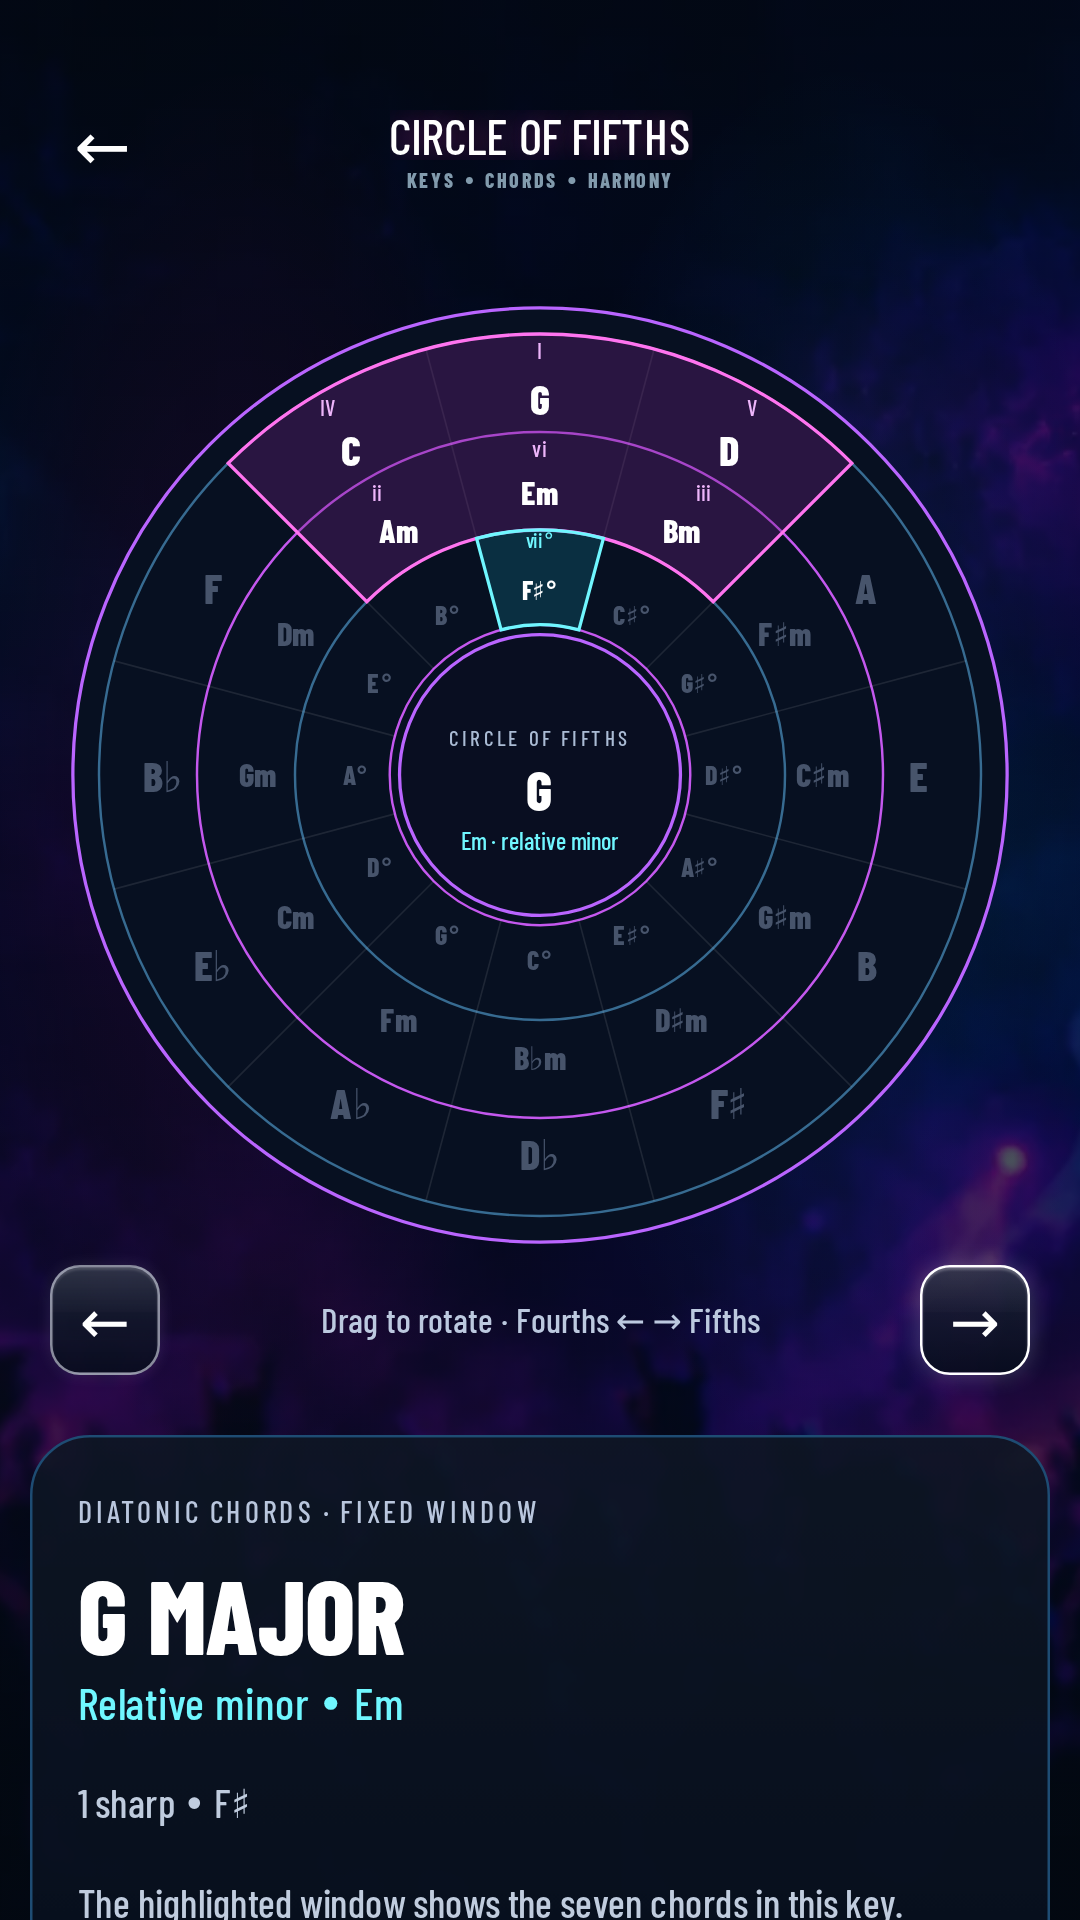 ←
CIRCLE OF FIFTHS
KEYS • CHORDS • HARMONY
I
G
IV
V
C
D
vi
Em
ii
iii
Am
Bm
vii°
F♯°
F
A
B°
C♯°
Dm
F♯m
E°
G♯°
CIRCLE OF FIFTHS
B♭
Gm
A°
G
D♯°
C♯m
E
Em · relative minor
D°
A♯°
Cm
G♯m
G°
E♯°
E♭
B
C°
Fm
D♯m
B♭m
A♭
F♯
D♭
← Drag to rotate · Fourths ← → Fifths →
DIATONIC CHORDS · FIXED WINDOW
G MAJOR
Relative minor • Em
1 sharp • F♯
The highlighted window shows the seven chords in this key.